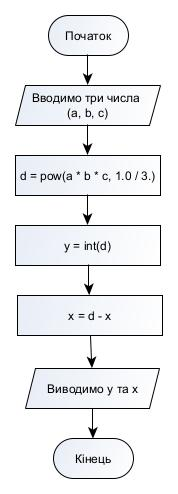 Початок
Вводимо три числа
(a, b, c)
d = pow(a * b * c, 1.0 / 3.)
y = int(d)
x = d - x
Виводимо y та x
Кінець